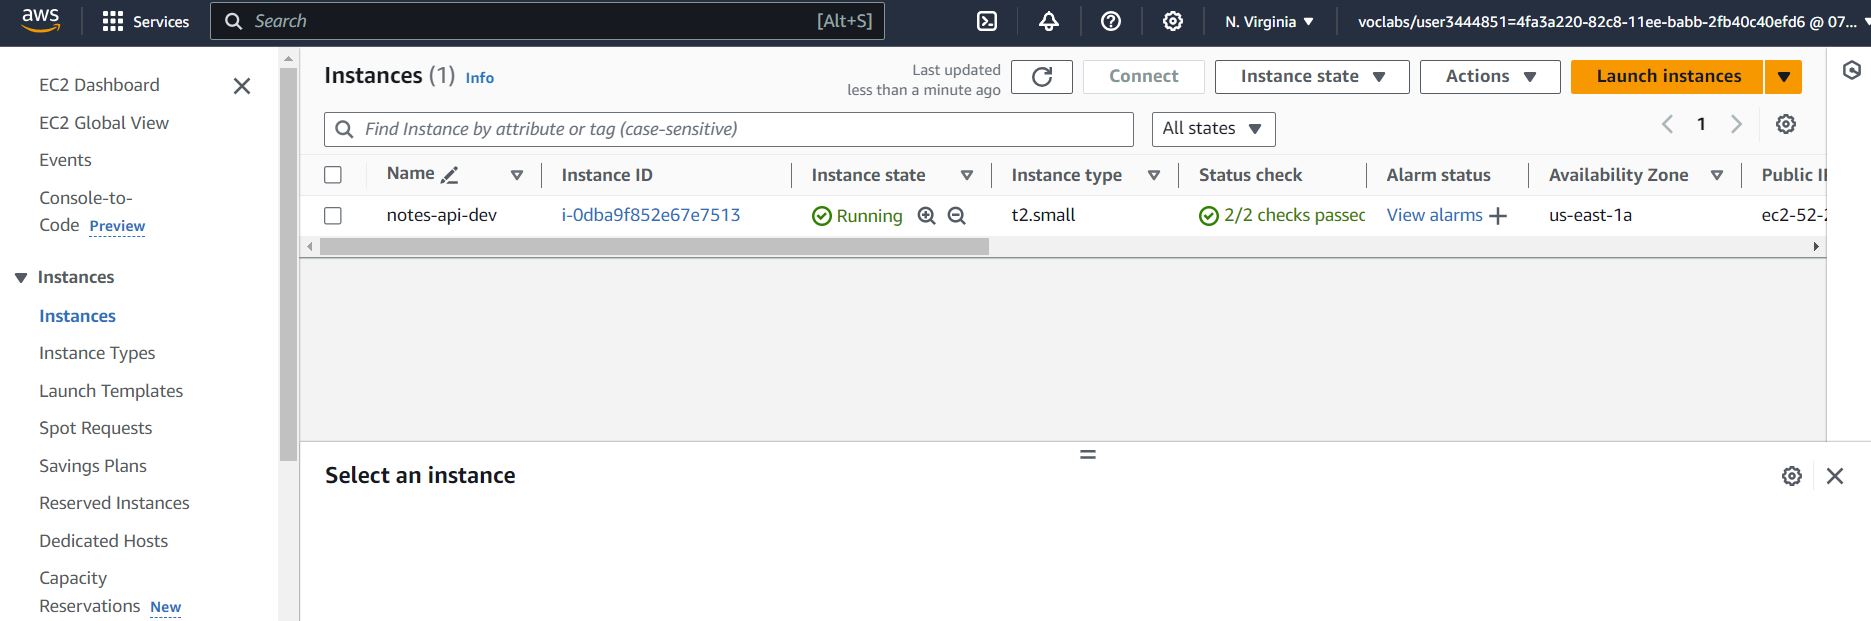 aws Services Search [Alt+S] N. Virginia voclabs/user3444851=4fa3a220-82c8-11ee-babb-2fb40c40efd6 @ 07...
EC2 Dashboard
EC2 Global View
Events
Console-to-
Code Preview
Instances
Instances
Instance Types
Launch Templates
Spot Requests
Savings Plans
Reserved Instances
Dedicated Hosts
Capacity
Reservations New
Instances (1) Info
Last updated
less than a minute ago
Connect Instance state Actions Launch instances
Find Instance by attribute or tag (case-sensitive) All states 1
Name Instance ID Instance state Instance type Status check Alarm status Availability Zone Public
notes-api-dev i-0dba9f852e67e7513 Running t2.small 2/2 checks passed View alarms + us-east-1a ec2-52-
Select an instance